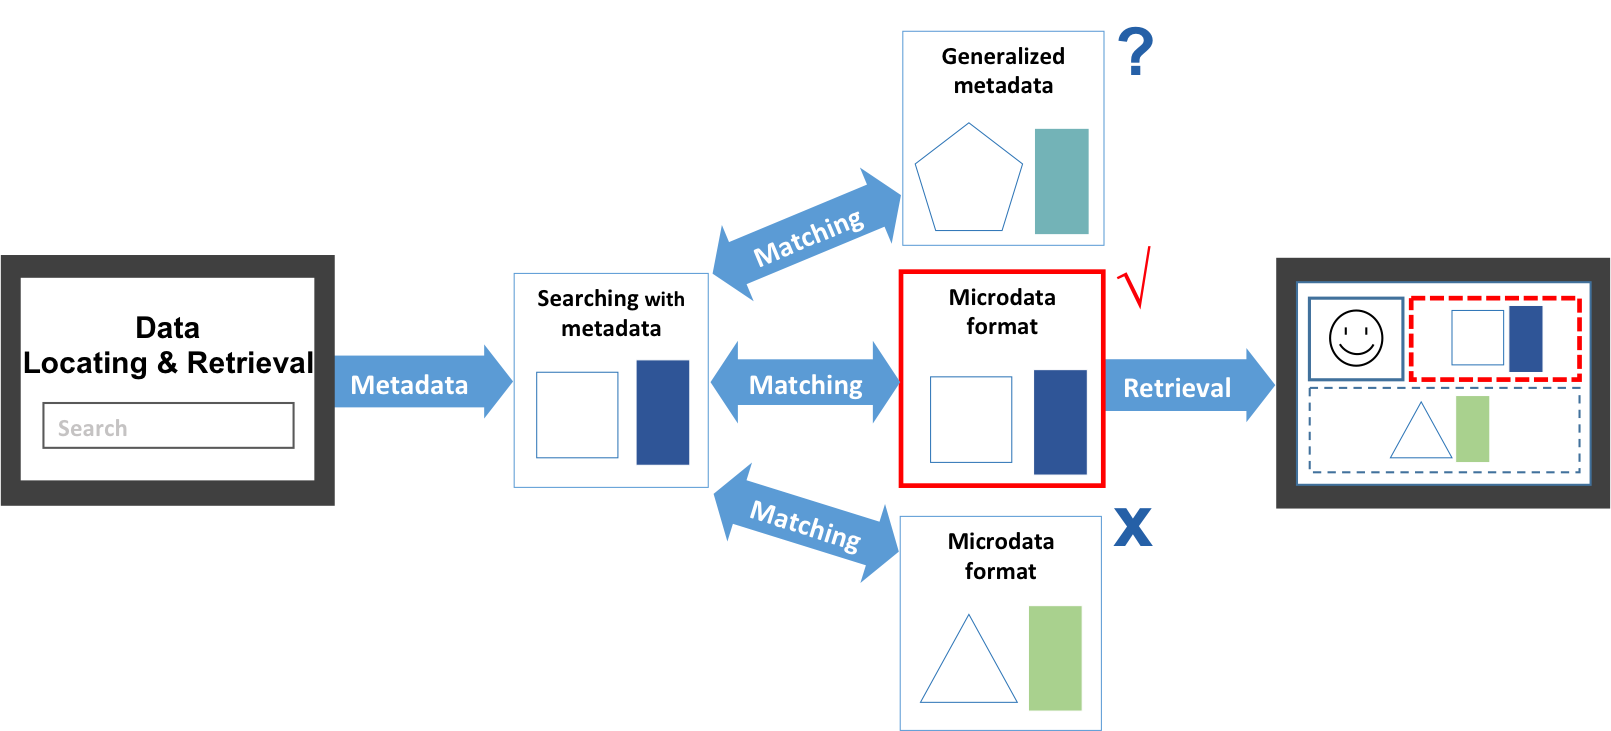 Data
Locating & Retrieval
Search
Metadata
Searching with
metadata
Matching
Matching
Matching
Generalized
metadata
?
Microdata
format
√
Microdata
format
x
Retrieval